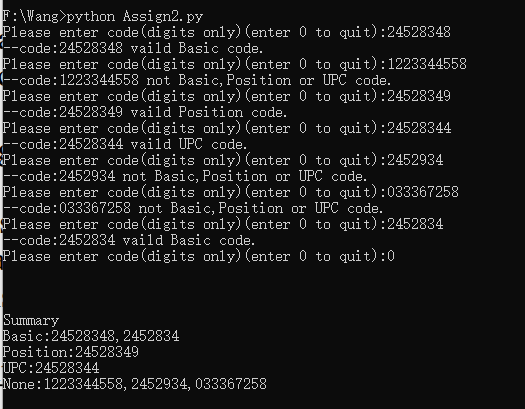 F:\Wang>python Assign2.py
Please enter code(digits only)(enter 0 to quit):24528348
--code:24528348 vaild Basic code.
Please enter code(digits only)(enter 0 to quit):1223344558
--code:1223344558 not Basic,Position or UPC code.
Please enter code(digits only)(enter 0 to quit):24528349
--code:24528349 vaild Position code.
Please enter code(digits only)(enter 0 to quit):24528344
--code:24528344 vaild UPC code.
Please enter code(digits only)(enter 0 to quit):2452934
--code:2452934 not Basic,Position or UPC code.
Please enter code(digits only)(enter 0 to quit):033367258
--code:033367258 not Basic,Position or UPC code.
Please enter code(digits only)(enter 0 to quit):2452834
--code:2452834 vaild Basic code.
Please enter code(digits only)(enter 0 to quit):0
Summary
Basic:24528348,2452834
Position:24528349
UPC:24528344
None:1223344558,2452934,033367258